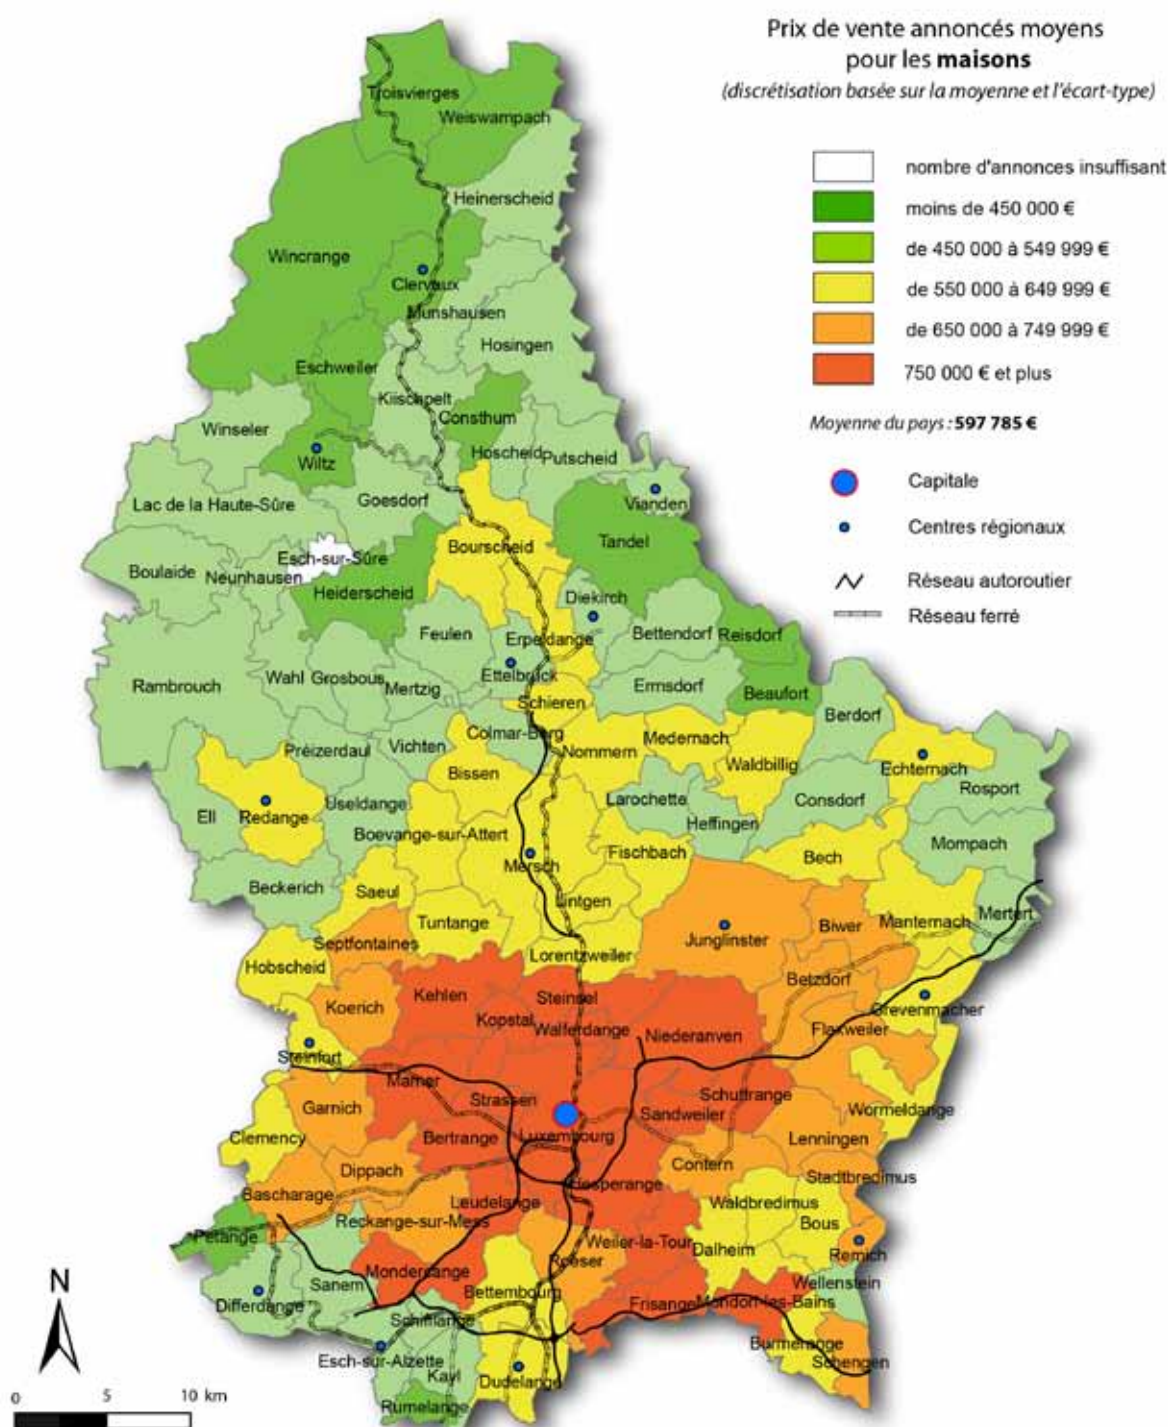 Prix de vente annoncés moyens
pour les maisons
(discrétisation basée sur la moyenne et l'écart-type)
nombre d'annonces insuffisant
moins de 450 000 €
de 450 000 à 549 999 €
de 550 000 à 649 999 €
de 650 000 à 749 999 €
750 000 € et plus
Moyenne du pays : 597 785 €
Capitale
Centres régionaux
Réseau autoroutier
Réseau ferré
Troisvierges
Weiswampach
Heinerscheid
Wincrange
Clervaux
Munshausen
Hosingen
Eschweiler
Kiischpelt
Consthum
Winseler
Wiltz
Hoscheid
Putscheid
Goesdorf
Vianden
Lac de la Haute-Sûre
Tandel
Bourscheid
Esch-sur-Sûre
Boulaide
Neunhausen
Heiderscheid
Diekirch
Feulen
Erpeldange
Bettendorf
Reisdorf
Ettelbrück
Rambrouch
Wahl
Grosbous
Mertzig
Ermsdorf
Beaufort
Schieren
Berdorf
Colmar-Berg
Medernach
Préizerdaul
Vichten
Nommern
Waldbillig
Echternach
Bissen
Rosport
Useldange
Larochette
Consdorf
Ell
Redange
Heffingen
Boevange-sur-Attert
Mompach
Fischbach
Mersch
Bech
Beckerich
Saeul
Lintgen
Mertert
Tuntange
Manternach
Biwer
Junglinster
Septfontaines
Lorentzweiler
Hobscheid
Betzdorf
Kehlen
Steinsel
Koerich
Grevenmacher
Kopstal
Walferdange
Niederanven
Flaxweiler
Steinfort
Mamer
Schuttrange
Strassen
Garnich
Sandweiler
Wormeldange
Clemency
Bertrange
Luxembourg
Lenningen
Contern
Dippach
Stadtbredimus
Hesperange
Bascharage
Leudelange
Waldbredimus
Bous
Reckange-sur-Mess
Pétange
Weiler-la-Tour
Dalheim
Remich
Roeser
Mondercange
Sanem
Wellenstein
Bettembourg
Frisange
Mondorf-les-Bains
Differdange
Schifflange
Burmerange
Esch-sur-Alzette
Schengen
Kayl
Dudelange
Rumelange
N
0 5 10 km